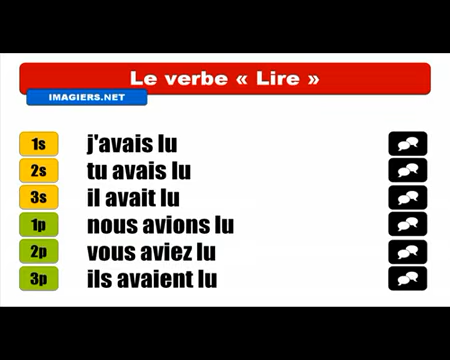 Le verbe « Lire »
IMAGIERS.NET
1s j'avais lu
2s tu avais lu
3s il avait lu
1p nous avions lu
2p vous aviez lu
3p ils avaient lu